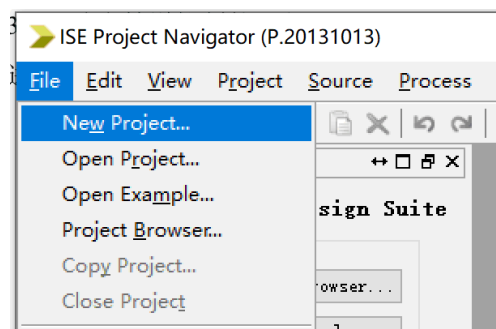 ISE Project Navigator (P.20131013)
File Edit View Project Source Process
New Project...
Open Project...
Open Example...
sign Suite
Project Browser...
Copy Project...
rowser...
Close Project